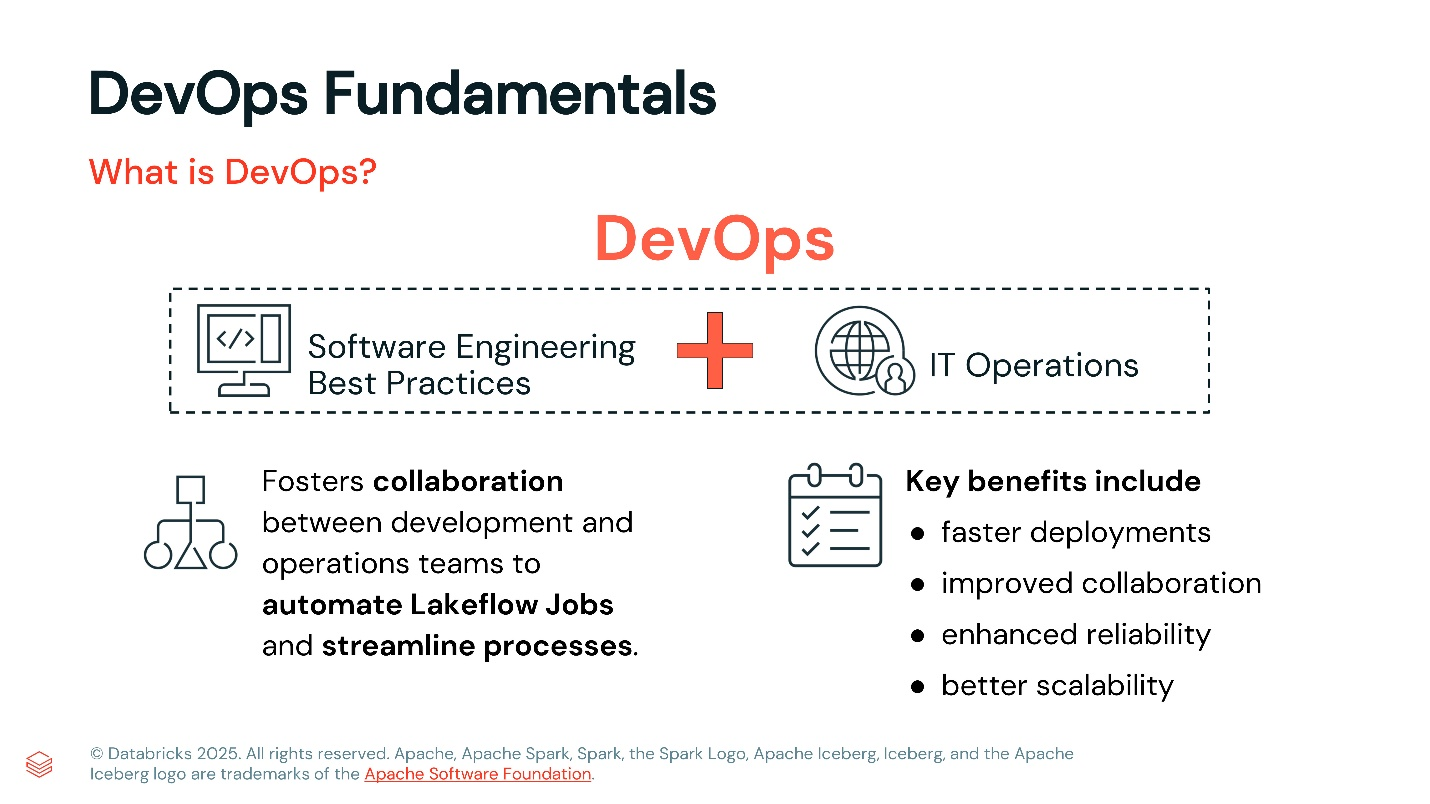 DevOps Fundamentals
What is DevOps?
DevOps
</>
Software Engineering
Best Practices
IT Operations
Fosters collaboration
between development and
operations teams to
automate Lakeflow Jobs
and streamline processes.
Key benefits include
● faster deployments
● improved collaboration
● enhanced reliability
● better scalability
© Databricks 2025. All rights reserved. Apache, Apache Spark, Spark, the Spark Logo, Apache Iceberg, Iceberg, and the Apache
Iceberg logo are trademarks of the Apache Software Foundation.